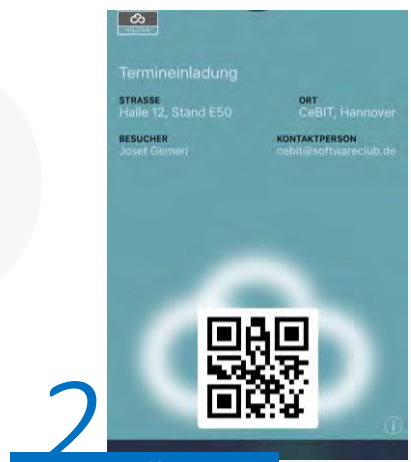 Termineinladung
STRASSE
ORT
Halle 12, Stand E50
CeBIT, Hannover
BESUCHER
KONTAKTPERSON
Josef Gemeri
cebit@softwareclub.de
2